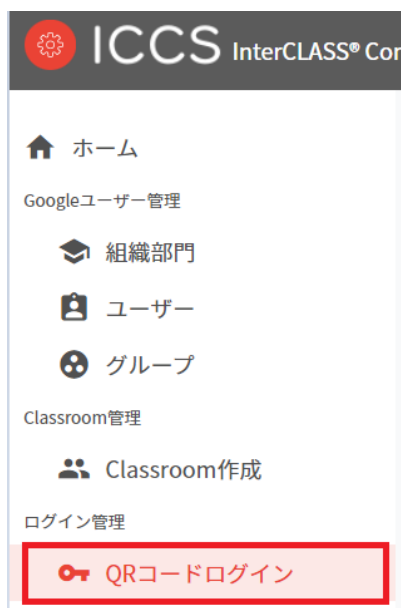 ICCS InterCLASS® Cor
ホーム
Googleユーザー管理
組織部門
ユーザー
グループ
Classroom管理
Classroom作成
ログイン管理
QRコードログイン